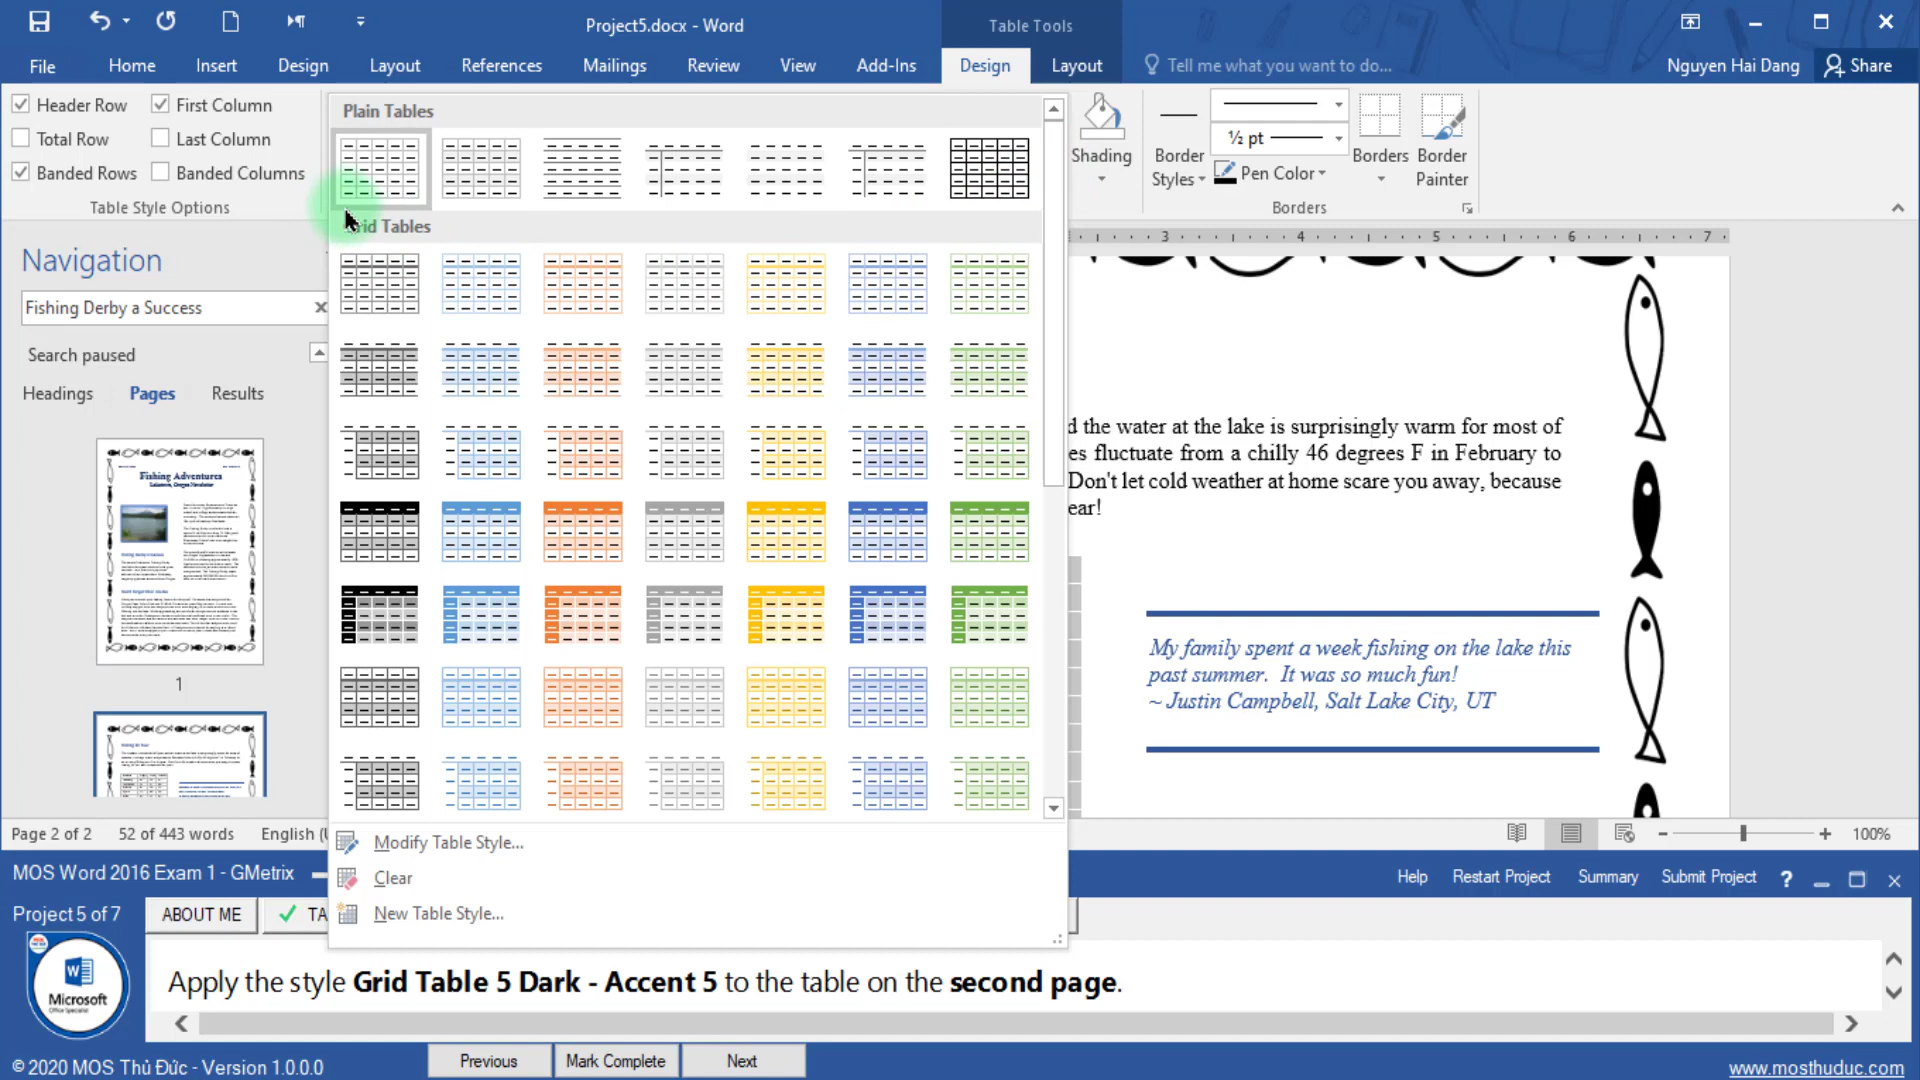 Project5.docx - Word
Table Tools
File
Home
Insert
Design
Layout
References
Mailings
Review
View
Add-Ins
Design
Layout
Tell me what you want to do...
Nguyen Hai Dang
Share
Header Row
First Column
Total Row
Last Column
Banded Rows
Banded Columns
Table Style Options
Plain Tables
Grid Tables
Shading
Border
Styles
½ pt
Pen Color
Borders
Border
Painter
Borders
3 4 5 6 7
Navigation
Fishing Derby a Success
Search paused
Headings
Pages
Results
Fishing Adventures
1
d the water at the lake is surprisingly warm for most of
es fluctuate from a chilly 46 degrees F in February to
Don't let cold weather at home scare you away, because
ear!
My family spent a week fishing on the lake this
past summer. It was so much fun!
~ Justin Campbell, Salt Lake City, UT
Modify Table Style...
Clear
New Table Style...
Page 2 of 2
52 of 443 words
English (U
100%
MOS Word 2016 Exam 1 - GMetrix
Help
Restart Project
Summary
Submit Project
?
Project 5 of 7
ABOUT ME
TA
Microsoft
Office Specialist
Apply the style Grid Table 5 Dark - Accent 5 to the table on the second page.
© 2020 MOS Thủ Đức - Version 1.0.0.0
Previous
Mark Complete
Next
www.mosthuduc.com